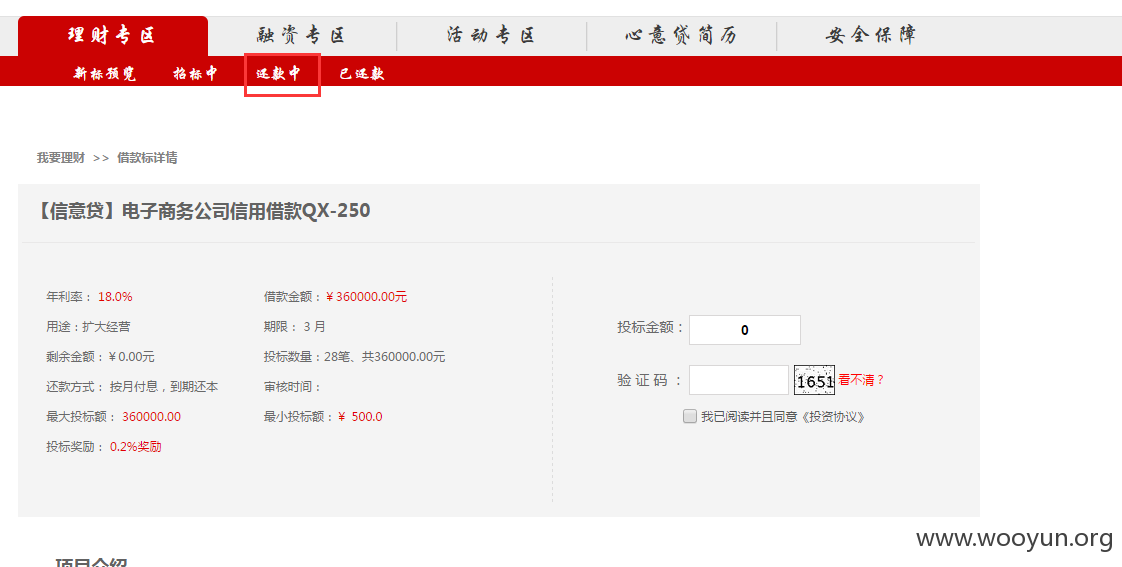 理财专区 融资专区 活动专区 心意贷简历 安全保障
新标预览 招标中 还款中 已还款
我要理财 >> 借款标详情
【信意贷】电子商务公司信用借款QX-250
年利率： 18.0% 借款金额：￥360000.00元
用途：扩大经营 期限： 3 月
剩余金额：￥0.00元 投标数量：28笔、共360000.00元
还款方式： 按月付息，到期还本 审核时间：
最大投标额： 360000.00 最小投标额：￥ 500.0
投标奖励： 0.2%奖励
投标金额： 0
验 证 码 ： 1651 看不清？
我已阅读并且同意《投资协议》
www.wooyun.org
项目介绍